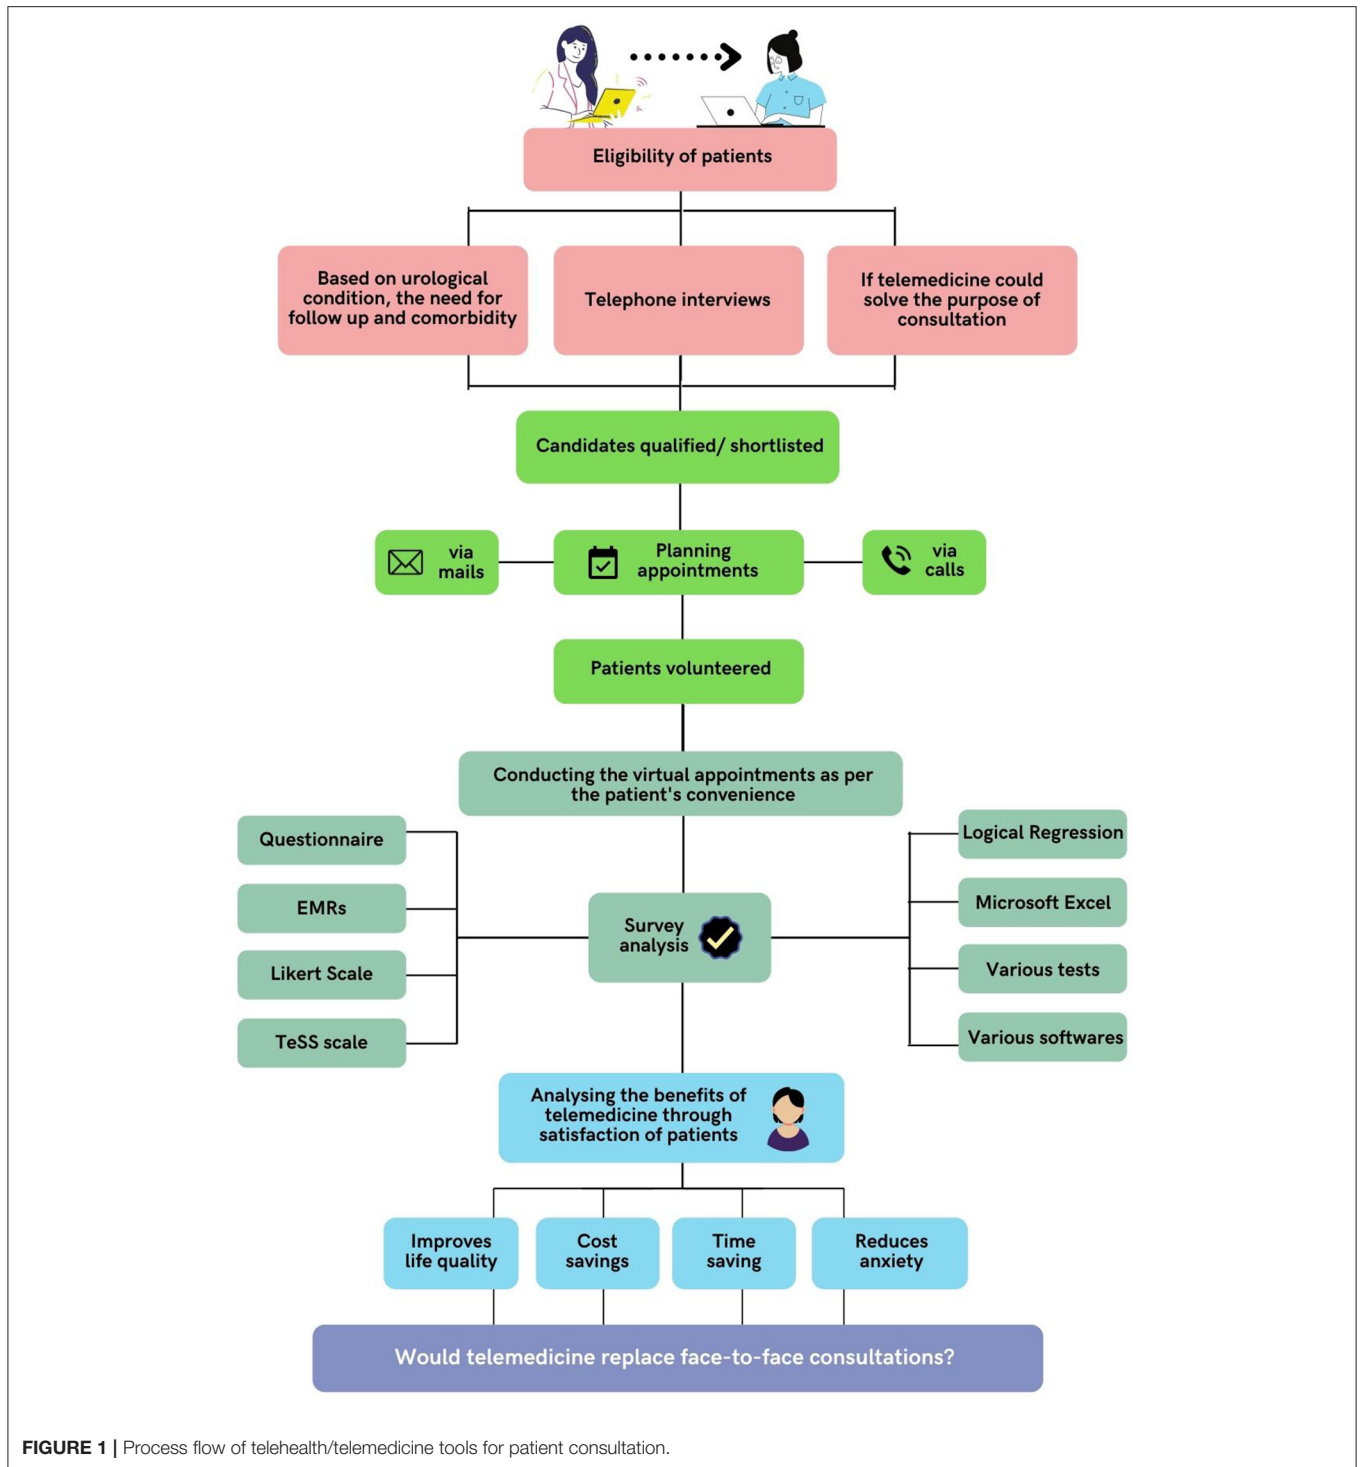 Eligibility of patients
Based on urological
condition, the need for
follow up and comorbidity
Telephone interviews
If telemedicine could
solve the purpose of
consultation
Candidates qualified/ shortlisted
via
mails
Planning
appointments
via
calls
Patients volunteered
Conducting the virtual appointments as per
the patient's convenience
Questionnaire
EMRs
Likert Scale
TeSS scale
Survey
analysis
Logical Regression
Microsoft Excel
Various tests
Various softwares
Analysing the benefits of
telemedicine through
satisfaction of patients
Improves
life quality
Cost
savings
Time
saving
Reduces
anxiety
Would telemedicine replace face-to-face consultations?
FIGURE 1 | Process flow of telehealth/telemedicine tools for patient consultation.